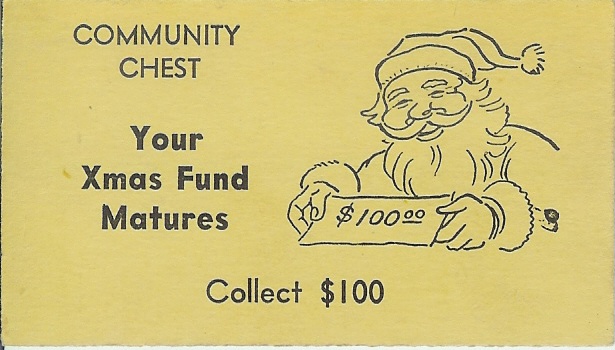 COMMUNITY
CHEST
Your
Xmas Fund
Matures
$100 00
Collect $100